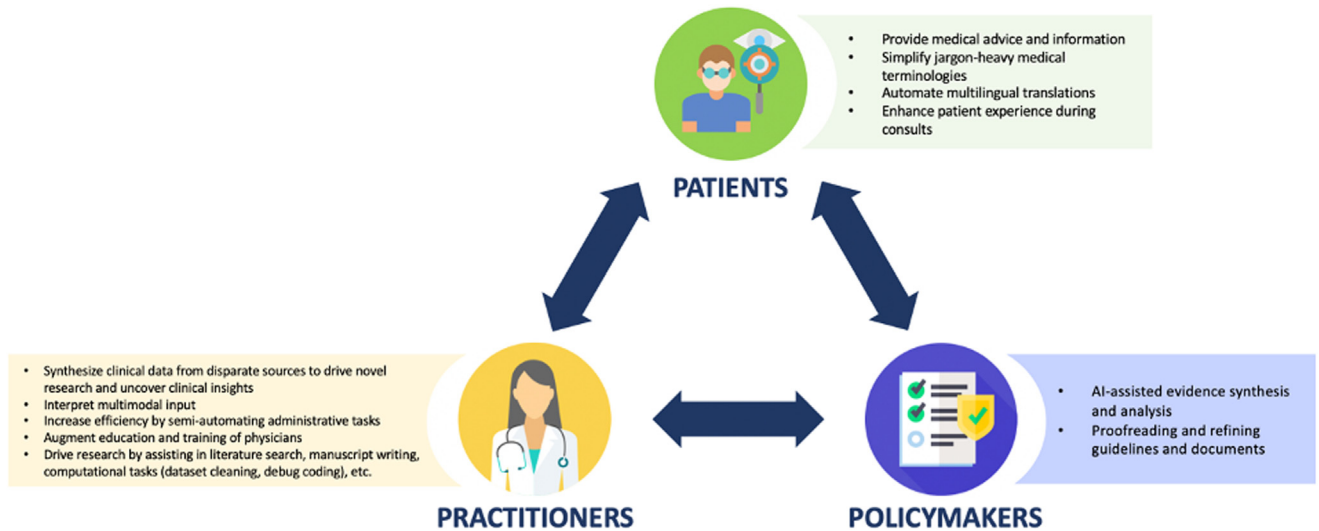 • Provide medical advice and information
• Simplify jargon-heavy medical
terminologies
• Automate multilingual translations
• Enhance patient experience during
consults
PATIENTS
• Synthesize clinical data from disparate sources to drive novel
research and uncover clinical insights
• Interpret multimodal input
• Increase efficiency by semi-automating administrative tasks
• Augment education and training of physicians
• Drive research by assisting in literature search, manuscript writing,
computational tasks (dataset cleaning, debug coding), etc.
PRACTITIONERS
• AI-assisted evidence synthesis
and analysis
• Proofreading and refining
guidelines and documents
POLICYMAKERS